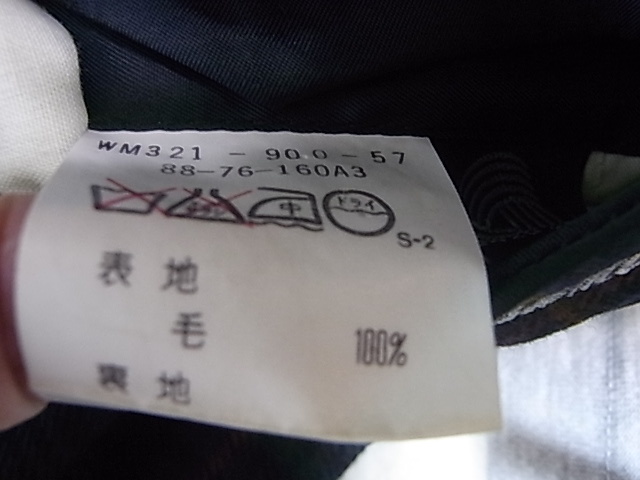 WM321 - 90.0 - 57
88-76-160A3
中 ドライ
S-2
表 地
毛 100%
裏 地